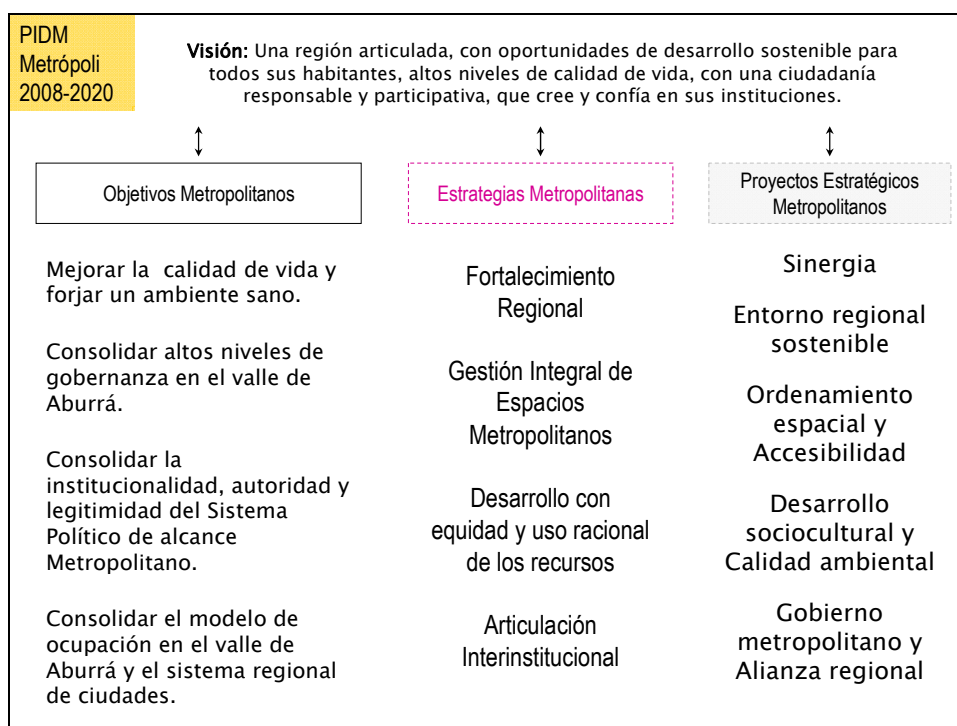 PIDM
Metrópoli
2008-2020
Visión: Una región articulada, con oportunidades de desarrollo sostenible para
todos sus habitantes, altos niveles de calidad de vida, con una ciudadanía
responsable y participativa, que cree y confía en sus instituciones.
Objetivos Metropolitanos
Mejorar la calidad de vida y
forjar un ambiente sano.
Consolidar altos niveles de
gobernanza en el valle de
Aburrá.
Consolidar la
institucionalidad, autoridad y
legitimidad del Sistema
Político de alcance
Metropolitano.
Consolidar el modelo de
ocupación en el valle de
Aburrá y el sistema regional
de ciudades.
Estrategias Metropolitanas
Fortalecimiento
Regional
Gestión Integral de
Espacios
Metropolitanos
Desarrollo con
equidad y uso racional
de los recursos
Articulación
Interinstitucional
Proyectos Estratégicos
Metropolitanos
Sinergia
Entorno regional
sostenible
Ordenamiento
espacial y
Accesibilidad
Desarrollo
sociocultural y
Calidad ambiental
Gobierno
metropolitano y
Alianza regional